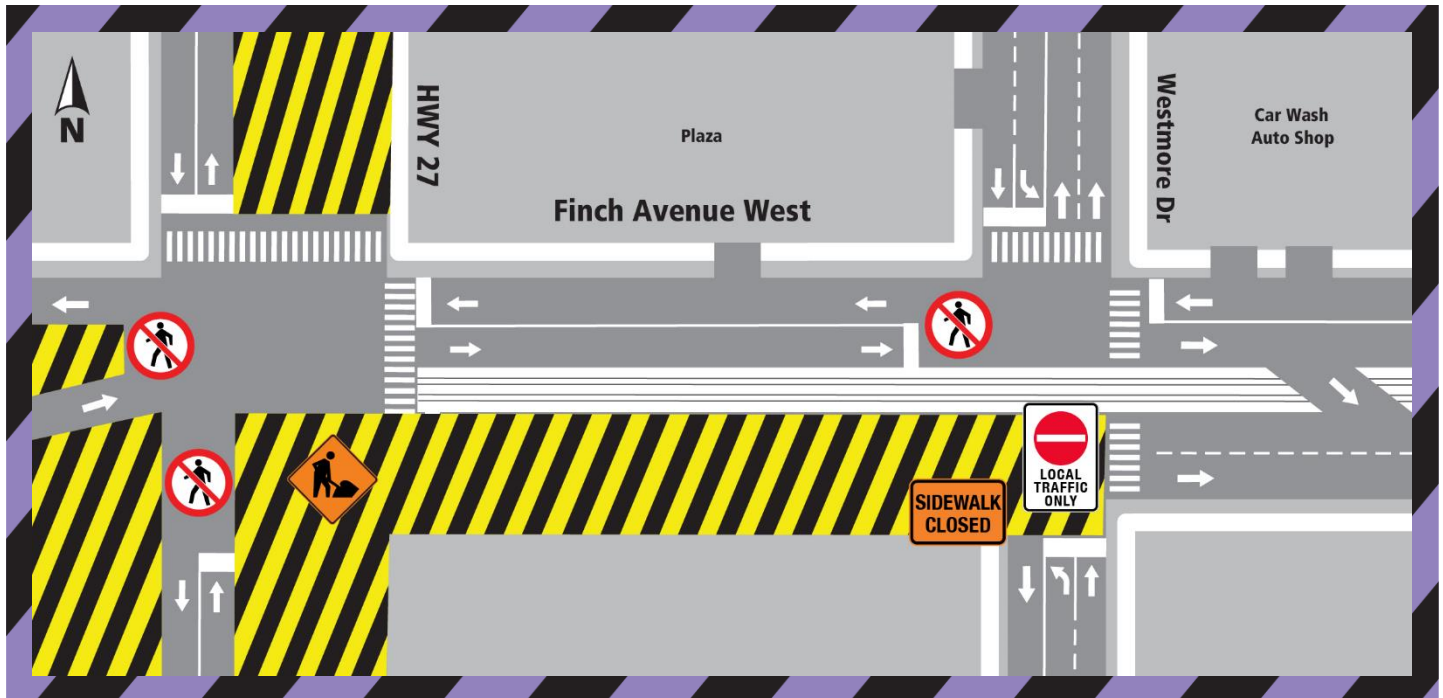 N
HWY 27
Plaza
Finch Avenue West
Westmore Dr
Car Wash
Auto Shop
LOCAL
TRAFFIC
ONLY
SIDEWALK
CLOSED